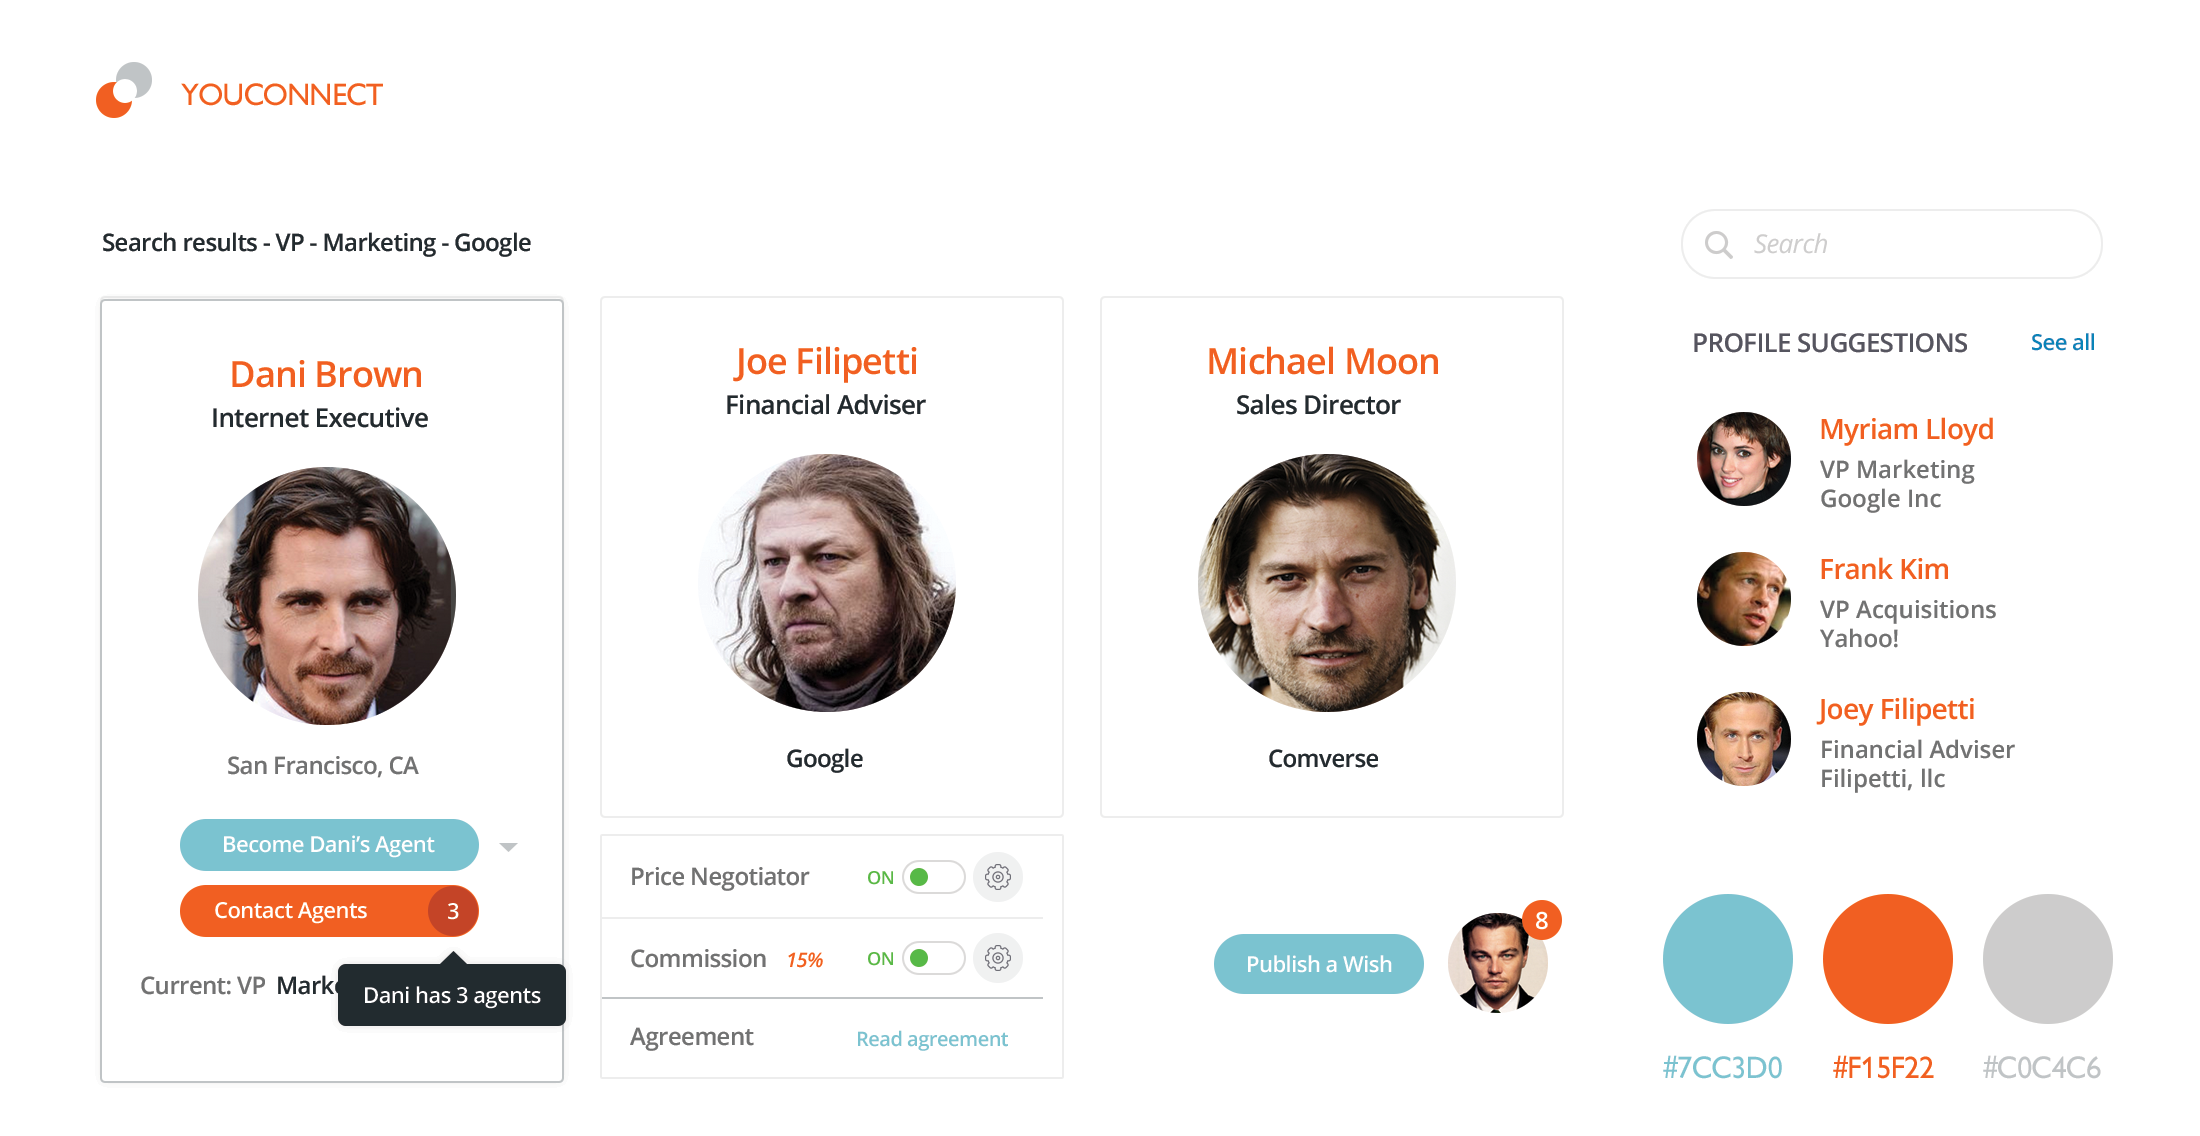 YOUCONNECT
Search results - VP - Marketing - Google
Search
Dani Brown
Internet Executive
San Francisco, CA
Become Dani's Agent
Contact Agents 3
Current: VP
Dani has 3 agents
Joe Filipetti
Financial Adviser
Google
Price Negotiator ON
Commission 15% ON
Agreement Read agreement
Michael Moon
Sales Director
Comverse
Publish a Wish
8
PROFILE SUGGESTIONS See all
Myriam Lloyd
VP Marketing
Google Inc
Frank Kim
VP Acquisitions
Yahoo!
Joey Filipetti
Financial Adviser
Filipetti, llc
#7CC3D0 #F15F22 #C0C4C6